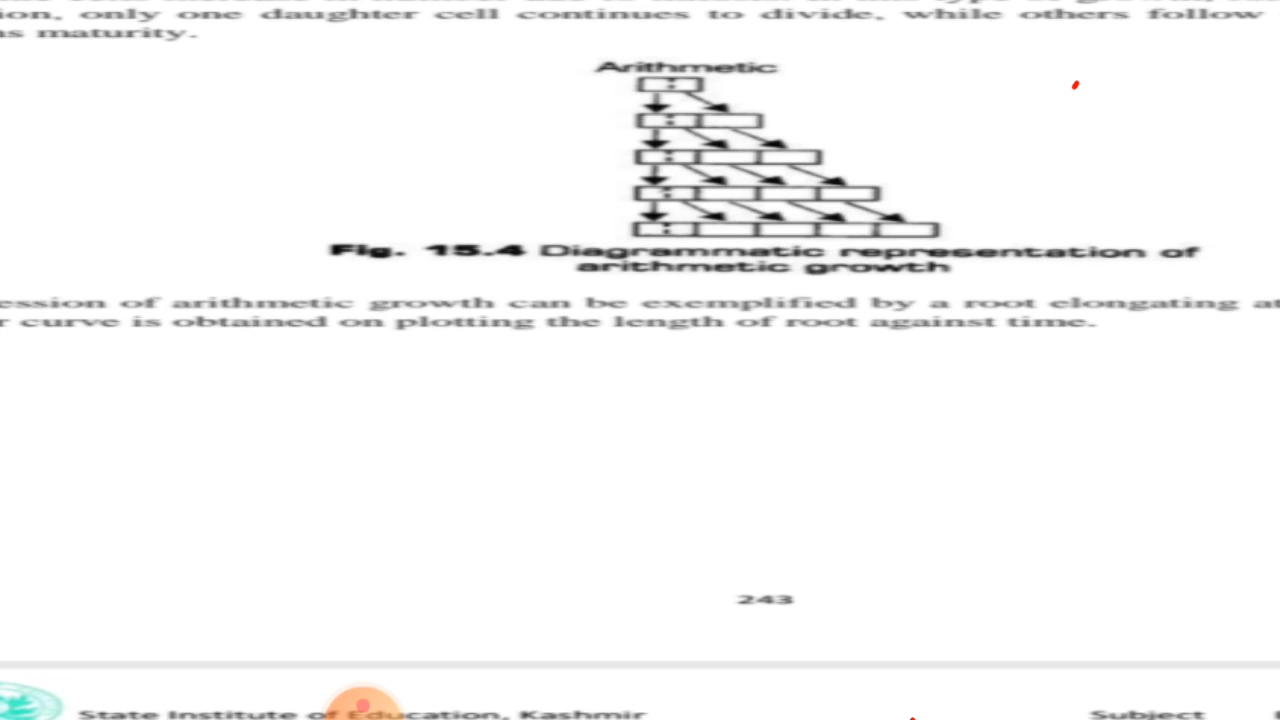 ion, only one daughter cell continues to divide, while others follow
ns maturity.
Arithmetic
Fig. 15.4 Diagrammatic representation of
arithmetic growth
ession of arithmetic growth can be exemplified by a root elongating at
r curve is obtained on plotting the length of root against time.
243
State Institute of Education, Kashmir
Subject